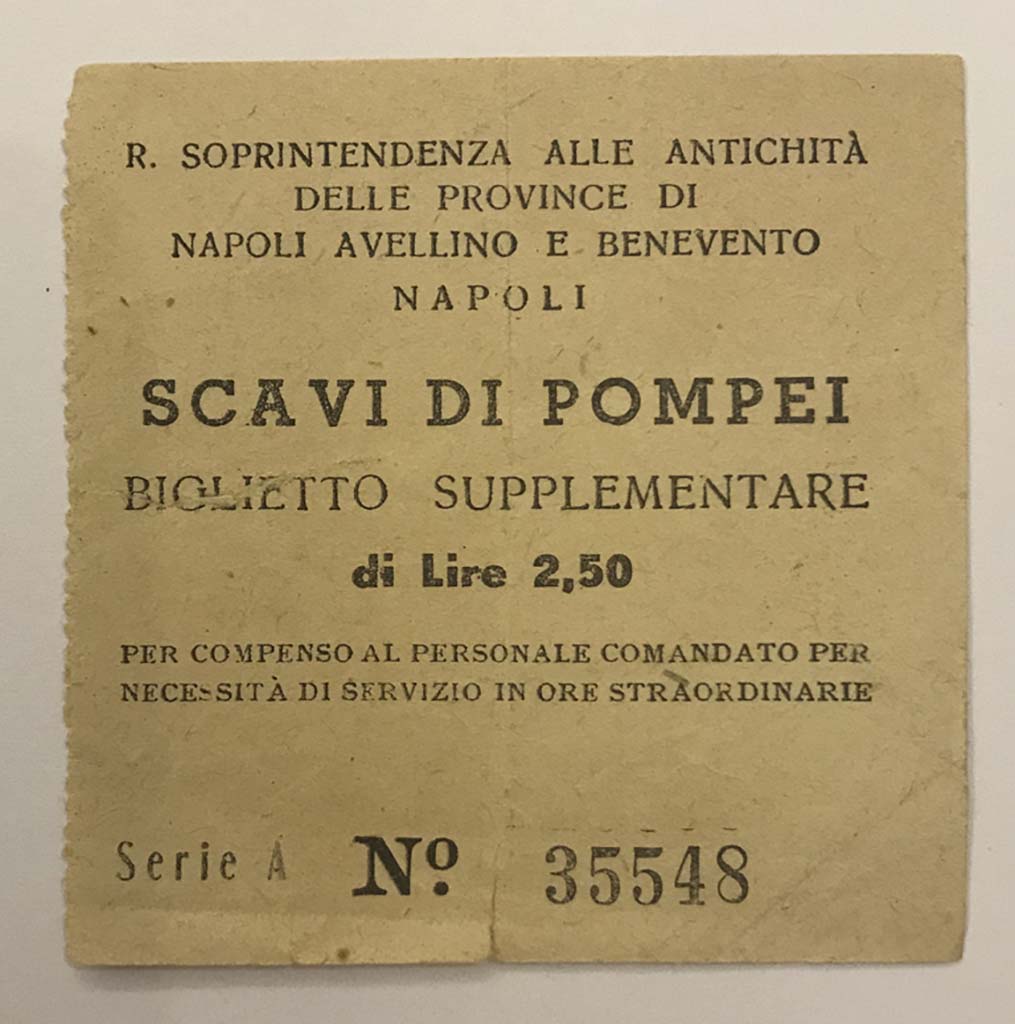 R. SOPRINTENDENZA ALLE ANTICHITÀ
DELLE PROVINCE DI
NAPOLI AVELLINO E BENEVENTO
NAPOLI
SCAVI DI POMPEI
BIGLIETTO SUPPLEMENTARE
di Lire 2,50
PER COMPENSO AL PERSONALE COMANDATO PER
NECESSITÀ DI SERVIZIO IN ORE STRAORDINARIE
Serie A Nº. 35548